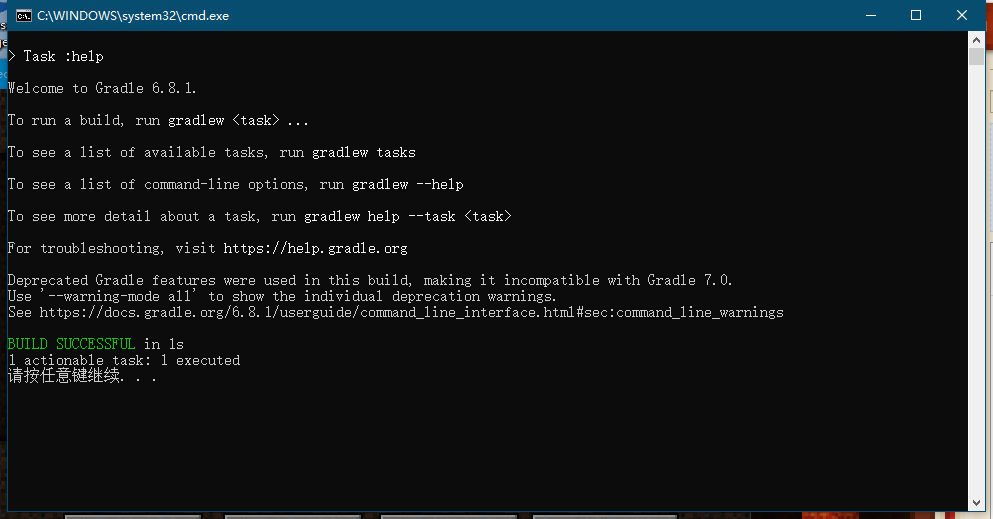 C:\WINDOWS\system32\cmd.exe
> Task :help
Welcome to Gradle 6.8.1.
To run a build, run gradlew <task> ...
To see a list of available tasks, run gradlew tasks
To see a list of command-line options, run gradlew --help
To see more detail about a task, run gradlew help --task <task>
For troubleshooting, visit https://help.gradle.org
Deprecated Gradle features were used in this build, making it incompatible with Gradle 7.0.
Use '--warning-mode all' to show the individual deprecation warnings.
See https://docs.gradle.org/6.8.1/userguide/command_line_interface.html#sec:command_line_warnings
BUILD SUCCESSFUL in 1s
1 actionable task: 1 executed
请按任意键继续. . .